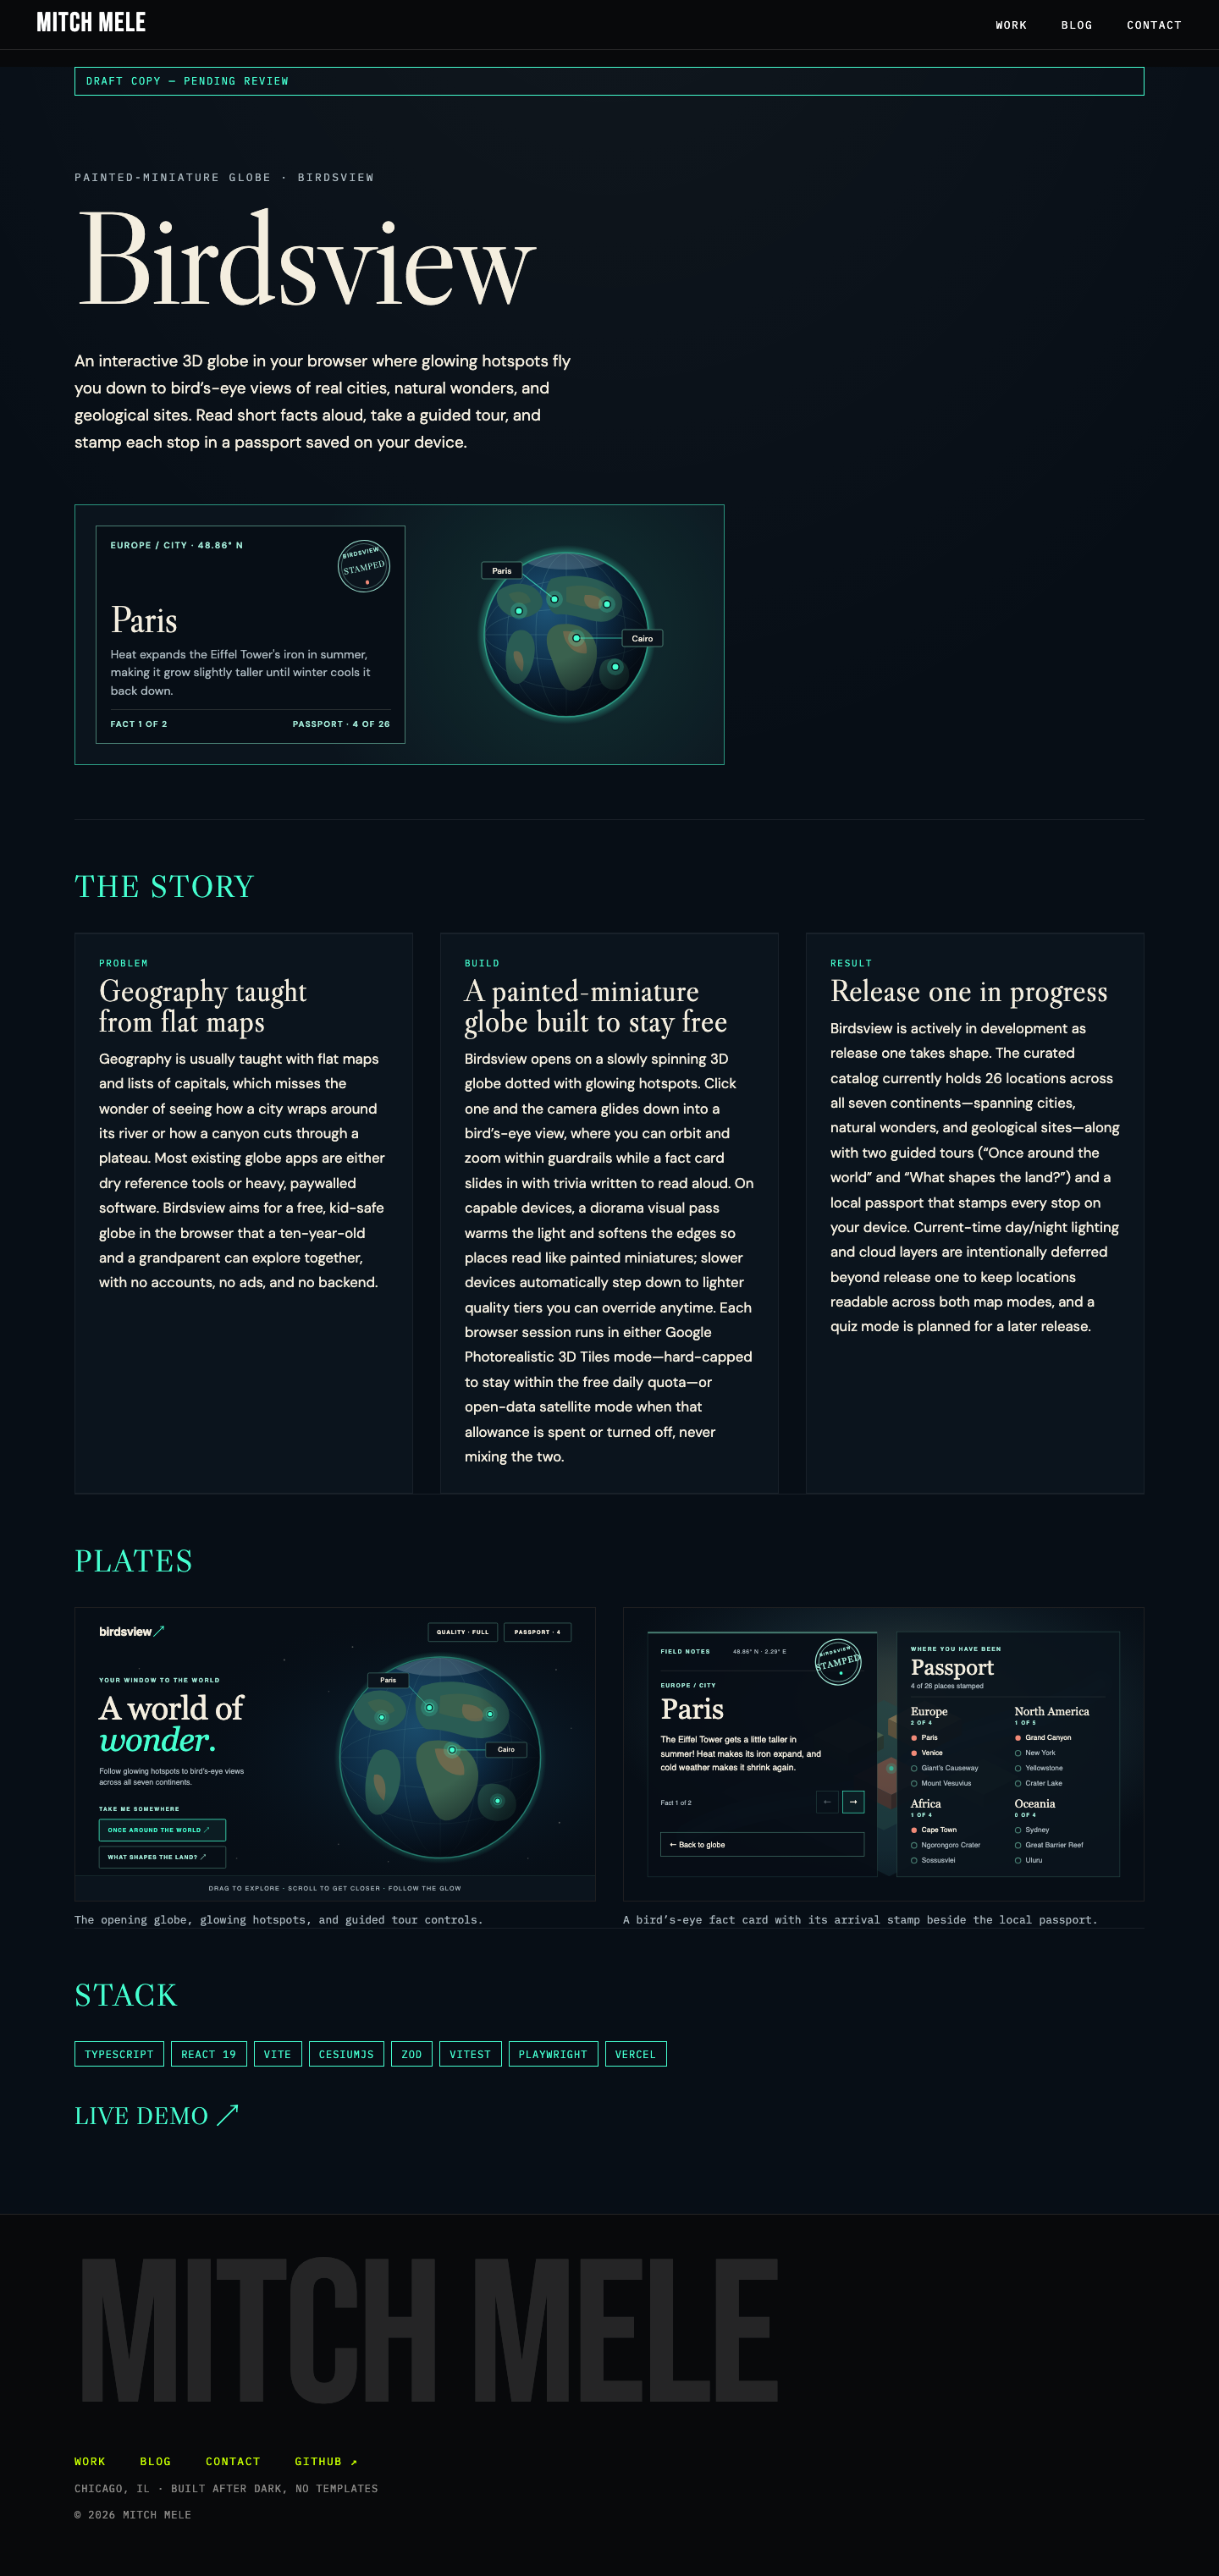 MITCH MELE
WORK
BLOG
CONTACT
DRAFT COPY — PENDING REVIEW
PAINTED-MINIATURE GLOBE · BIRDSVIEW
Birdsview
An interactive 3D globe in your browser where glowing hotspots fly
you down to bird’s-eye views of real cities, natural wonders, and
geological sites. Read short facts aloud, take a guided tour, and
stamp each stop in a passport saved on your device.
EUROPE / CITY · 48.86° N
BIRDSVIEW
STAMPED
Paris
Heat expands the Eiffel Tower's iron in summer,
making it grow slightly taller until winter cools it
back down.
FACT 1 OF 2
PASSPORT · 4 OF 26
Paris
Cairo
THE STORY
PROBLEM
Geography taught
from flat maps
Geography is usually taught with flat maps
and lists of capitals, which misses the
wonder of seeing how a city wraps around
its river or how a canyon cuts through a
plateau. Most existing globe apps are either
dry reference tools or heavy, paywalled
software. Birdsview aims for a free, kid-safe
globe in the browser that a ten-year-old
and a grandparent can explore together,
with no accounts, no ads, and no backend.
BUILD
A painted-miniature
globe built to stay free
Birdsview opens on a slowly spinning 3D
globe dotted with glowing hotspots. Click
one and the camera glides down into a
bird’s-eye view, where you can orbit and
zoom within guardrails while a fact card
slides in with trivia written to read aloud. On
capable devices, a diorama visual pass
warms the light and softens the edges so
places read like painted miniatures; slower
devices automatically step down to lighter
quality tiers you can override anytime. Each
browser session runs in either Google
Photorealistic 3D Tiles mode—hard-capped
to stay within the free daily quota—or
open-data satellite mode when that
allowance is spent or turned off, never
mixing the two.
RESULT
Release one in progress
Birdsview is actively in development as
release one takes shape. The curated
catalog currently holds 26 locations across
all seven continents—spanning cities,
natural wonders, and geological sites—along
with two guided tours (“Once around the
world” and “What shapes the land?”) and a
local passport that stamps every stop on
your device. Current-time day/night lighting
and cloud layers are intentionally deferred
beyond release one to keep locations
readable across both map modes, and a
quiz mode is planned for a later release.
PLATES
birdsview↗
QUALITY · FULL
PASSPORT · 4
YOUR WINDOW TO THE WORLD
A world of
wonder.
Follow glowing hotspots to bird's-eye views
across all seven continents.
TAKE ME SOMEWHERE
ONCE AROUND THE WORLD ↗
WHAT SHAPES THE LAND? ↗
Paris
Cairo
DRAG TO EXPLORE · SCROLL TO GET CLOSER · FOLLOW THE GLOW
The opening globe, glowing hotspots, and guided tour controls.
FIELD NOTES
48.86° N · 2.29° E
BIRDSVIEW
STAMPED
EUROPE / CITY
Paris
The Eiffel Tower gets a little taller in
summer! Heat makes its iron expand, and
cold weather makes it shrink again.
Fact 1 of 2
←
→
← Back to globe
WHERE YOU HAVE BEEN
Passport
4 of 26 places stamped
Europe
2 OF 4
Paris
Venice
Giant's Causeway
Mount Vesuvius
North America
1 OF 5
Grand Canyon
New York
Yellowstone
Crater Lake
Africa
1 OF 4
Cape Town
Ngorongoro Crater
Sossusvlei
Oceania
0 OF 4
Sydney
Great Barrier Reef
Uluru
A bird’s-eye fact card with its arrival stamp beside the local passport.
STACK
TYPESCRIPT
REACT 19
VITE
CESIUMJS
ZOD
VITEST
PLAYWRIGHT
VERCEL
LIVE DEMO ↗
MITCH MELE
WORK
BLOG
CONTACT
GITHUB ↗
CHICAGO, IL · BUILT AFTER DARK, NO TEMPLATES
© 2026 MITCH MELE